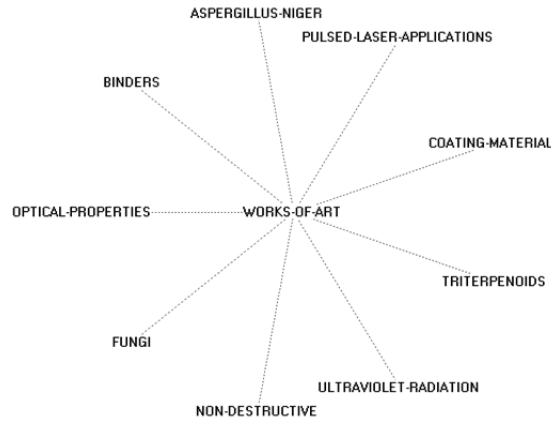 ASPERGILLUS-NIGER
PULSED-LASER-APPLICATIONS
BINDERS
COATING-MATERIAL
OPTICAL-PROPERTIES
WORKS-OF-ART
TRITERPENOIDS
FUNGI
ULTRAVIOLET-RADIATION
NON-DESTRUCTIVE